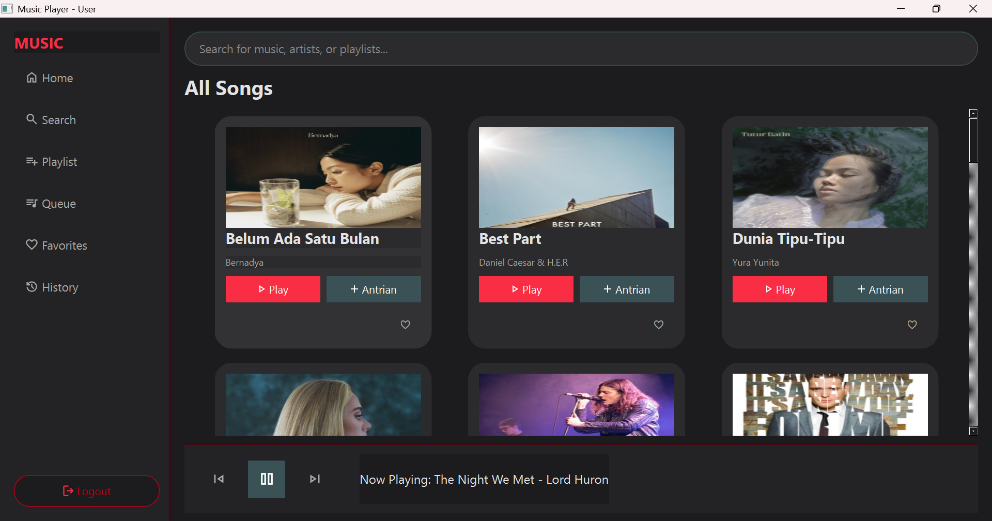 Music Player - User
MUSIC
Home
Search
Playlist
Queue
Favorites
History
Logout
Search for music, artists, or playlists...
All Songs
Bernadya
Belum Ada Satu Bulan
Bernadya
Play
+ Antrian
BEST PART
Best Part
Daniel Caesar & H.E.R
Play
+ Antrian
Tutur Batin
Dunia Tipu-Tipu
Yura Yunita
Play
+ Antrian
Now Playing: The Night We Met - Lord Huron